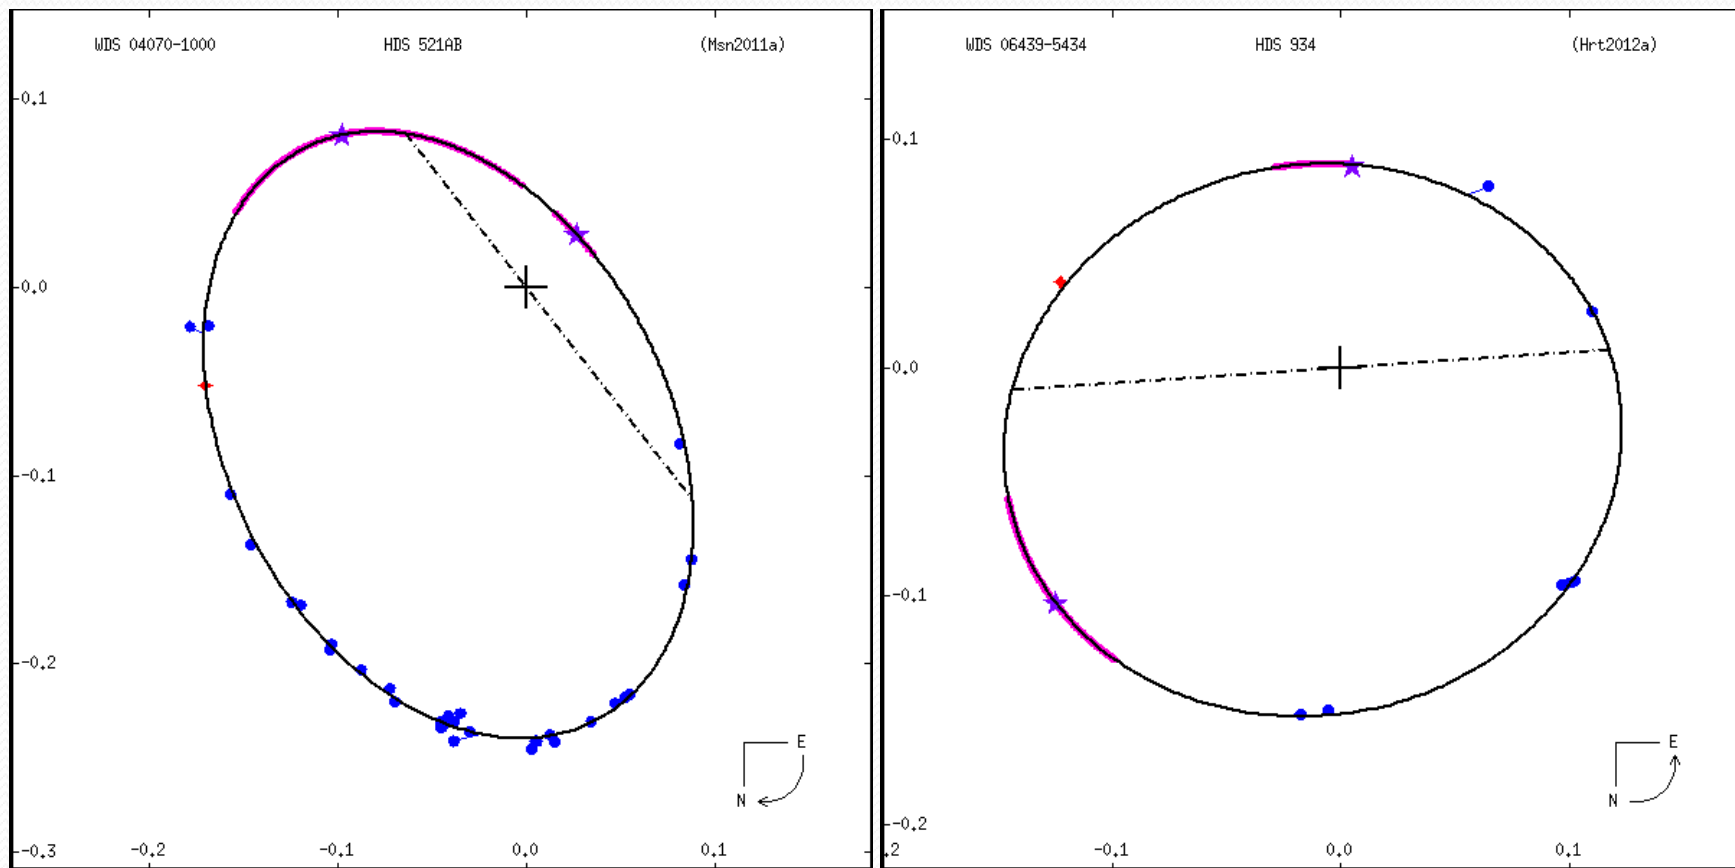 WDS 04070-1000 HDS 521AB (Msn2011a)
0.1
0.0
-0.1
-0.2
-0.3
-0.2 -0.1 0.0 0.1
E
N
WDS 06439-5434 HDS 934 (Hrt2012a)
0.1
0.0
-0.1
-0.2
.2 -0.1 0.0 0.1
E
N